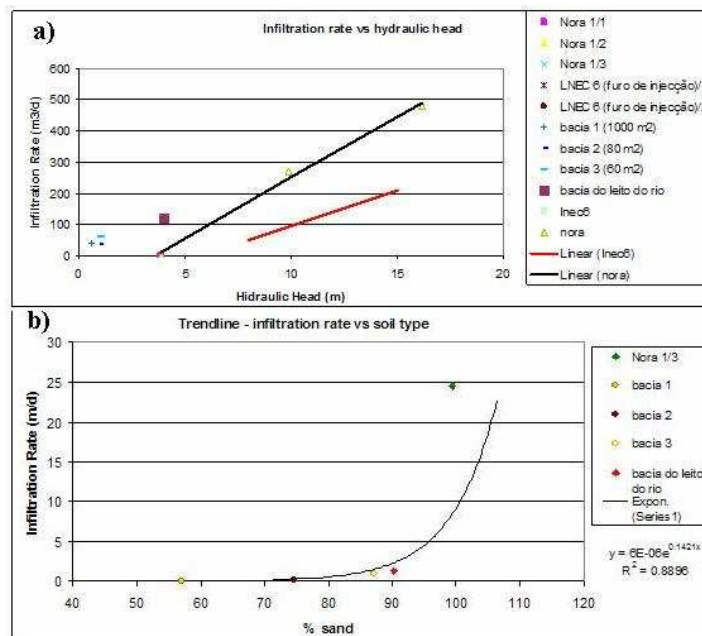 a)
Infiltration rate vs hydraulic head
Infiltration Rate (m3/d)
600
500
400
300
200
100
0
0
5
10
15
20
Hidraulic Head (m)
Nora 1/1
Nora 1/2
Nora 1/3
LNEC 6 (furo de injecção)/
LNEC 6 (furo de injecção)/
bacia 1 (1000 m2)
bacia 2 (80 m2)
bacia 3 (60 m2)
bacia do leito do rio
lnec6
nora
Linear (lnec6)
Linear (nora)
b)
Trendline - infiltration rate vs soil type
Infiltration Rate (m/d)
30
25
20
15
10
5
0
40
50
60
70
80
90
100
110
120
% sand
Nora 1/3
bacia 1
bacia 2
bacia 3
bacia do leito
do rio
Expon.
(Series1)
y = 6E-06e^0.1421x
R² = 0.8896